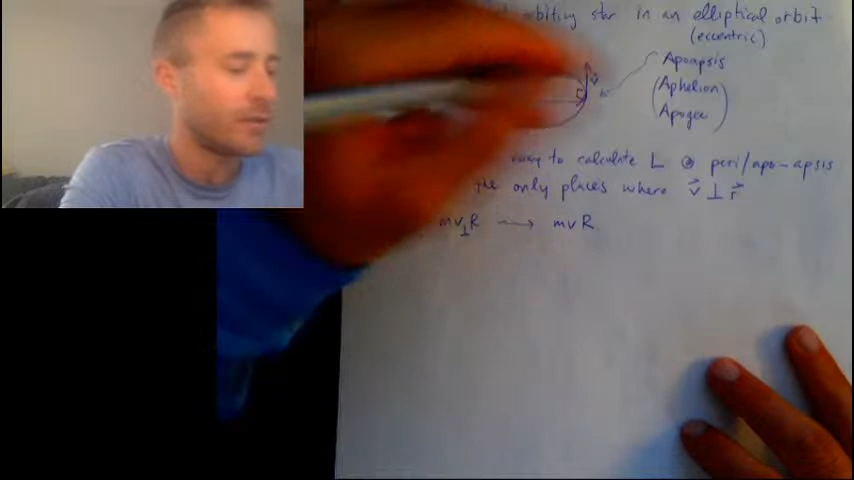 orbiting star in an elliptical orbit
(eccentric)
Apoapsis
(Aphelion
Apogee)
v
easy to calculate L @ peri/apo-apsis
the only places where v ⊥ r
mv⊥R → mvR